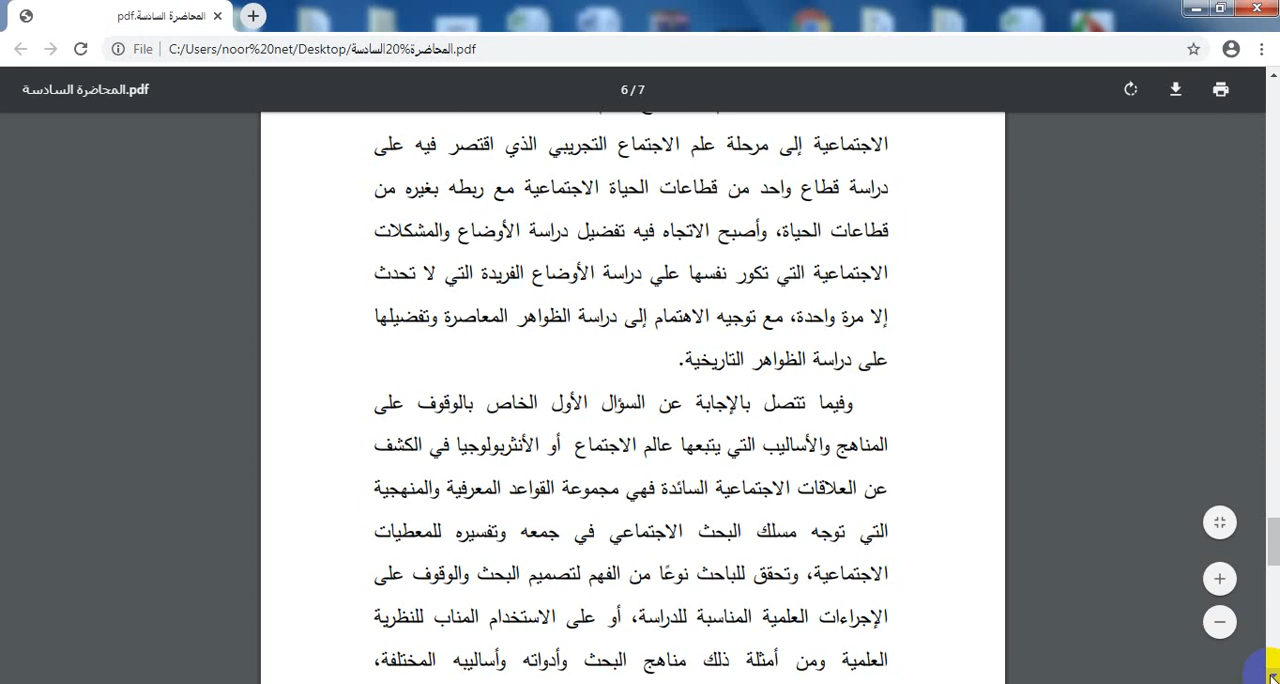 المحاضرة السادسة.pdf
File
C:/Users/noor%20net/Desktop/المحاضرة%20السادسة.pdf
المحاضرة السادسة.pdf
6 / 7
الاجتماعية إلى مرحلة علم الاجتماع التجريبي الذي اقتصر فيه على
دراسة قطاع واحد من قطاعات الحياة الاجتماعية مع ربطه بغيره من
قطاعات الحياة، وأصبح الاتجاه فيه تفضيل دراسة الأوضاع والمشكلات
الاجتماعية التي تكور نفسها علي دراسة الأوضاع الفريدة التي لا تحدث
إلا مرة واحدة، مع توجيه الاهتمام إلى دراسة الظواهر المعاصرة وتفضيلها
على دراسة الظواهر التاريخية.
وفيما تتصل بالإجابة عن السؤال الأول الخاص بالوقوف على
المناهج والأساليب التي يتبعها عالم الاجتماع أو الأنثربولوجيا في الكشف
عن العلاقات الاجتماعية السائدة فهي مجموعة القواعد المعرفية والمنهجية
التي توجه مسلك البحث الاجتماعي في جمعه وتفسيره للمعطيات
الاجتماعية، وتحقق للباحث نوعًا من الفهم لتصميم البحث والوقوف على
الإجراءات العلمية المناسبة للدراسة، أو على الاستخدام المناب للنظرية
العلمية ومن أمثلة ذلك مناهج البحث وأدواته وأساليبه المختلفة،